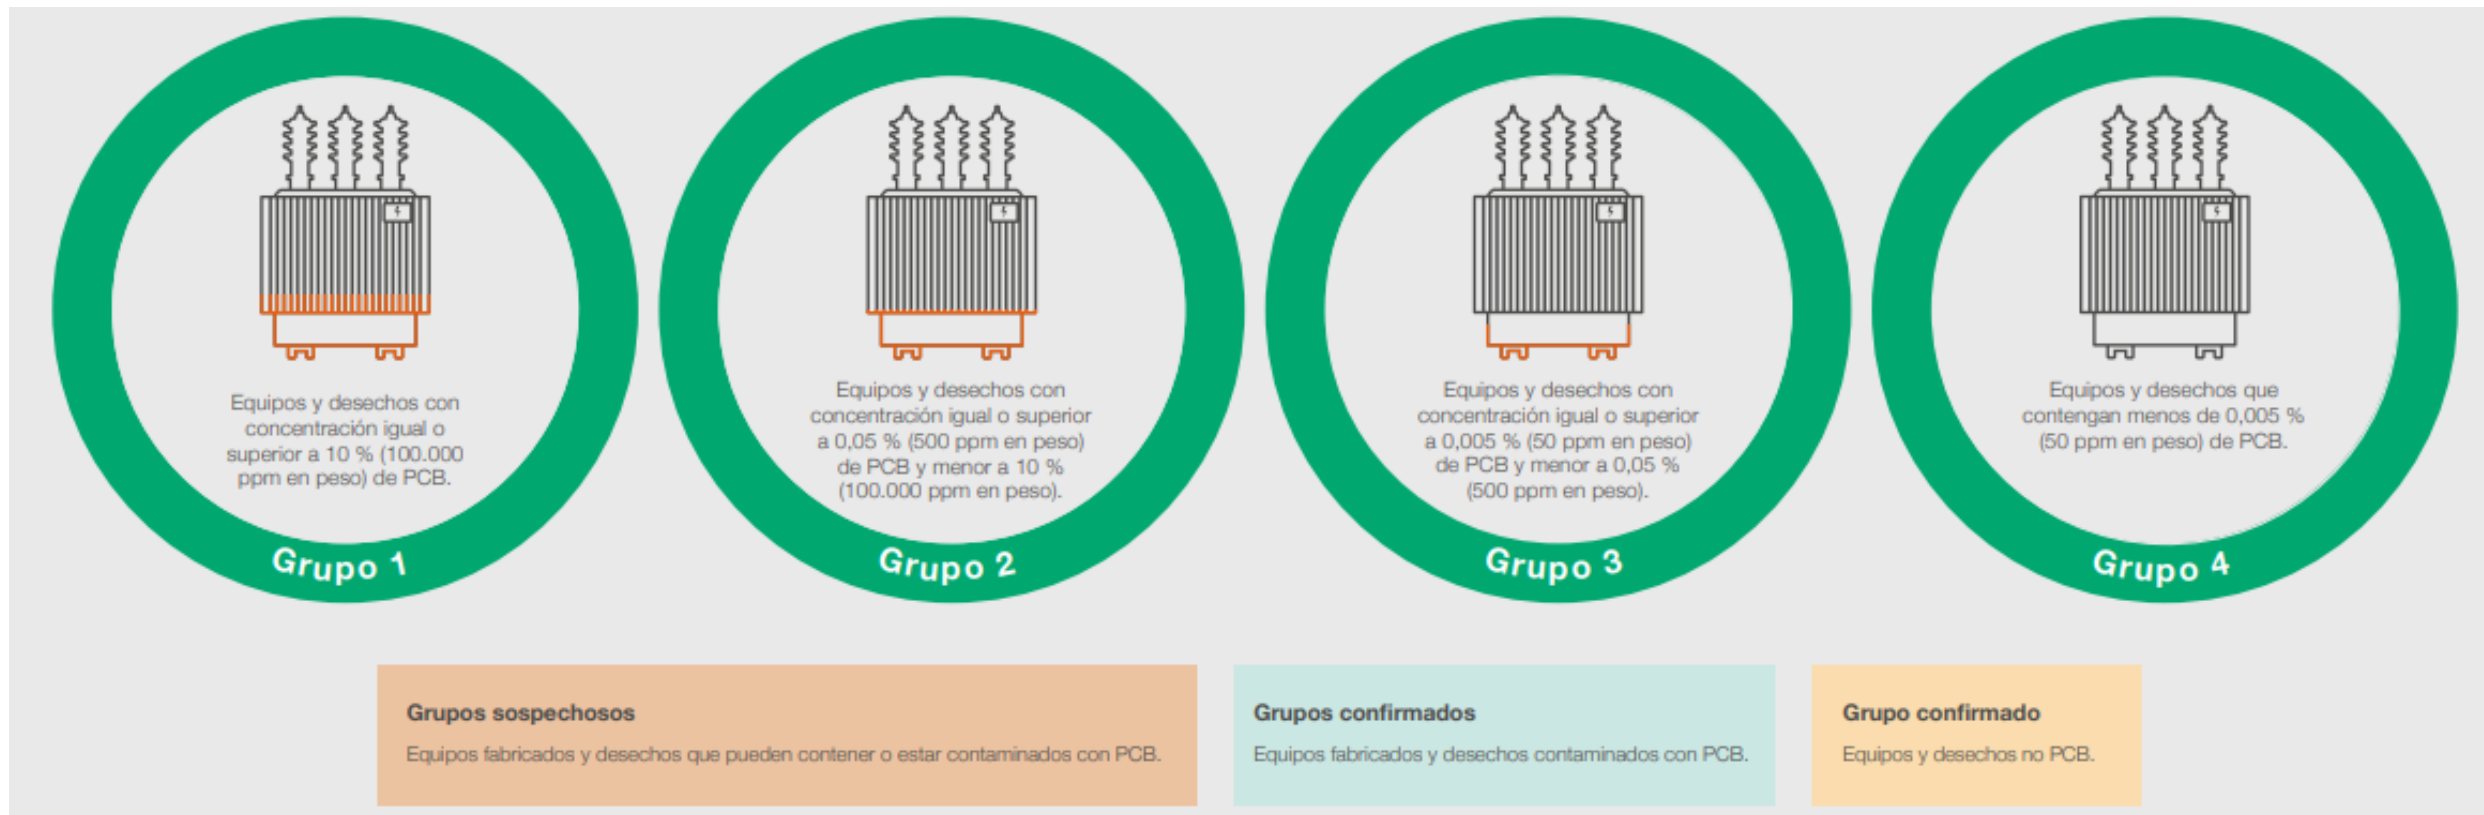 Equipos y desechos con
concentración igual o
superior a 10 % (100.000
ppm en peso) de PCB.
Grupo 1
Equipos y desechos con
concentración igual o superior
a 0,05 % (500 ppm en peso)
de PCB y menor a 10 %
(100.000 ppm en peso).
Grupo 2
Equipos y desechos con
concentración igual o superior
a 0,005 % (50 ppm en peso)
de PCB y menor a 0,05 %
(500 ppm en peso).
Grupo 3
Equipos y desechos que
contengan menos de 0,005 %
(50 ppm en peso) de PCB.
Grupo 4
Grupos sospechosos
Equipos fabricados y desechos que pueden contener o estar contaminados con PCB.
Grupos confirmados
Equipos fabricados y desechos contaminados con PCB.
Grupo confirmado
Equipos y desechos no PCB.